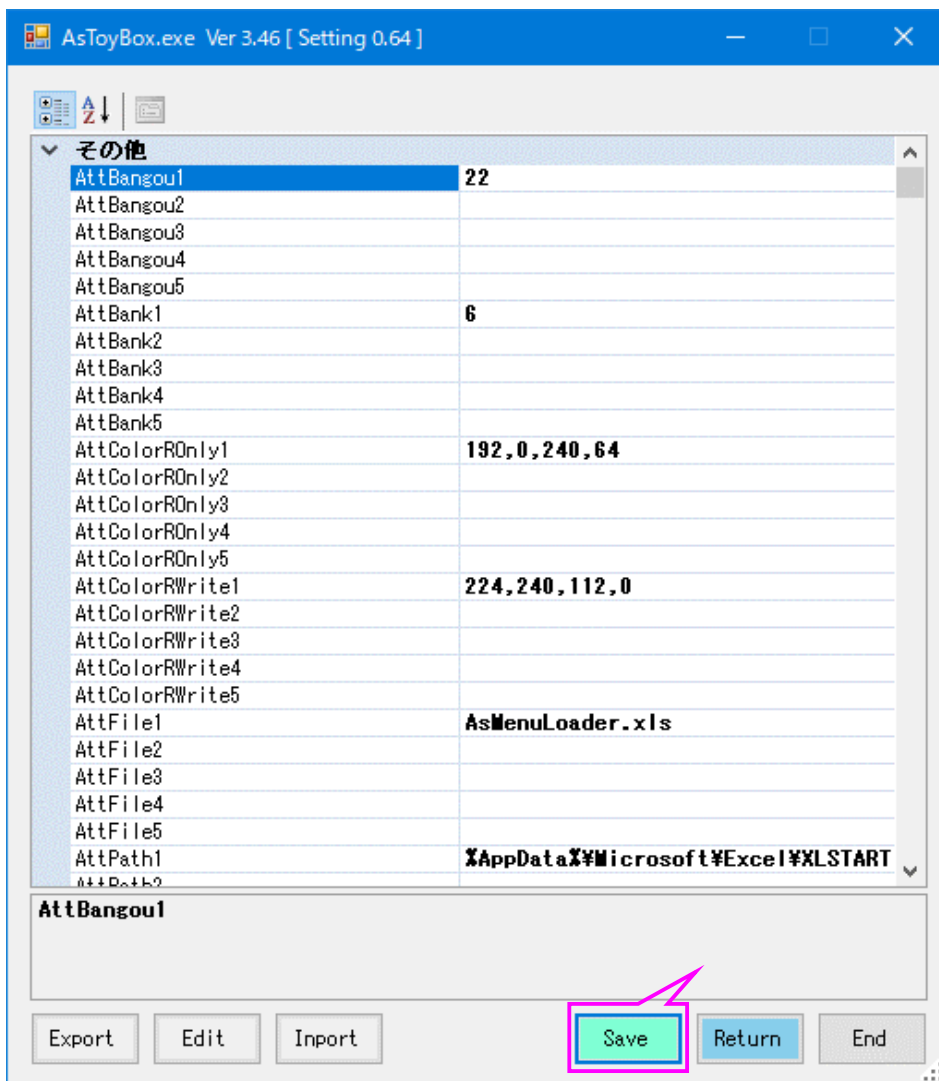 AsToyBox.exe Ver 3.46 [ Setting 0.64 ]
その他
AttBangou1 22
AttBangou2
AttBangou3
AttBangou4
AttBangou5
AttBank1 6
AttBank2
AttBank3
AttBank4
AttBank5
AttColorROnly1 192,0,240,64
AttColorROnly2
AttColorROnly3
AttColorROnly4
AttColorROnly5
AttColorRWrite1 224,240,112,0
AttColorRWrite2
AttColorRWrite3
AttColorRWrite4
AttColorRWrite5
AttFile1 AsMenuLoader.xls
AttFile2
AttFile3
AttFile4
AttFile5
AttPath1 %AppData%¥Microsoft¥Excel¥XLSTART
AttPath2
AttBangou1
Export Edit Inport Save Return End